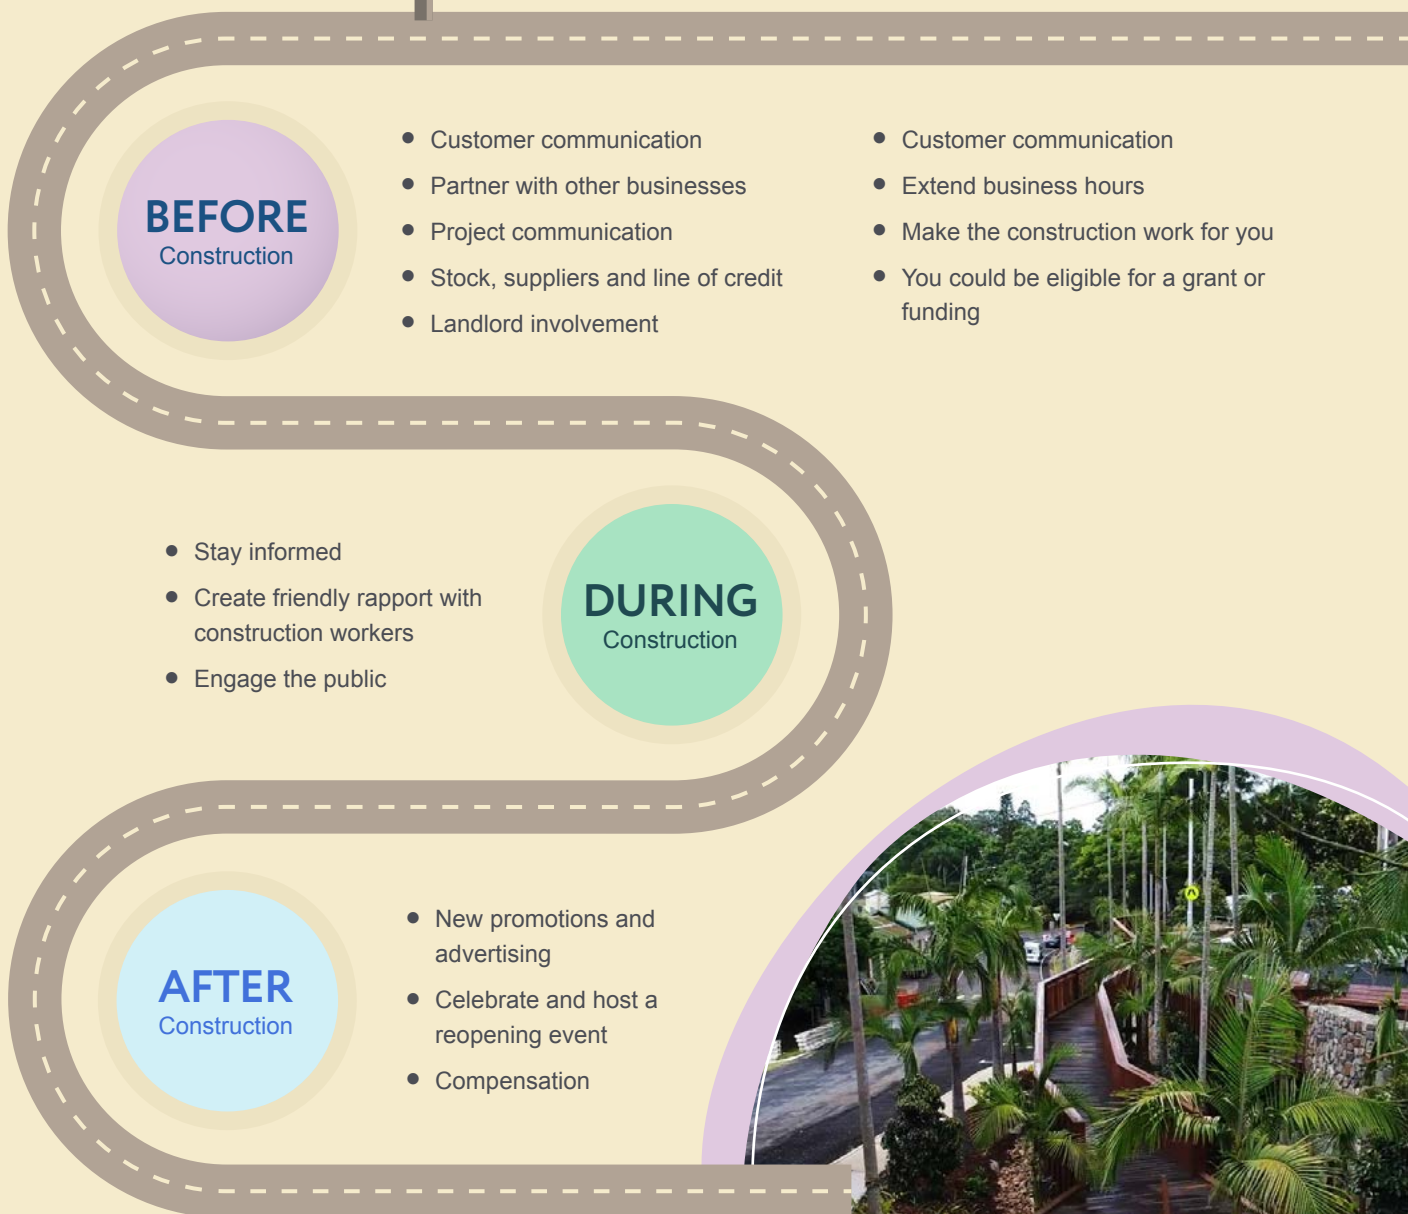 BEFORE
Construction
Customer communication
Partner with other businesses
Project communication
Stock, suppliers and line of credit
Landlord involvement
Customer communication
Extend business hours
Make the construction work for you
You could be eligible for a grant or
funding
Stay informed
Create friendly rapport with
construction workers
Engage the public
DURING
Construction
AFTER
Construction
New promotions and
advertising
Celebrate and host a
reopening event
Compensation